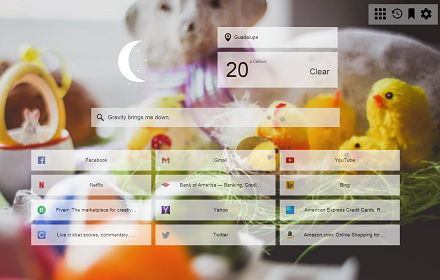 Guadalupe
20
° Celsius
Clear
Gravity brings me down.
Facebook
Gmail
YouTube
Netflix
Bank of America — Banking, Credi...
Bing
Fiverr: The marketplace for creativ...
Yahoo
American Express Credit Cards, R...
Live cricket scores, commentary, ...
Twitter
Amazon.com: Online Shopping for ...